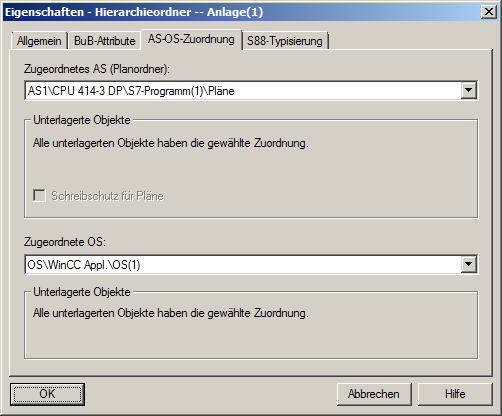 Eigenschaften - Hierarchieordner -- Anlage(1)
Allgemein BuB-Attribute AS-OS-Zuordnung S88-Typisierung
Zugeordnetes AS (Planordner):
AS1\CPU 414-3 DP\S7-Programm(1)\Pläne
Unterlagerte Objekte
Alle unterlagerten Objekte haben die gewählte Zuordnung.
Schreibschutz für Pläne
Zugeordnete OS:
OS\WinCC Appl.\OS(1)
Unterlagerte Objekte
Alle unterlagerten Objekte haben die gewählte Zuordnung.
OK Abbrechen Hilfe